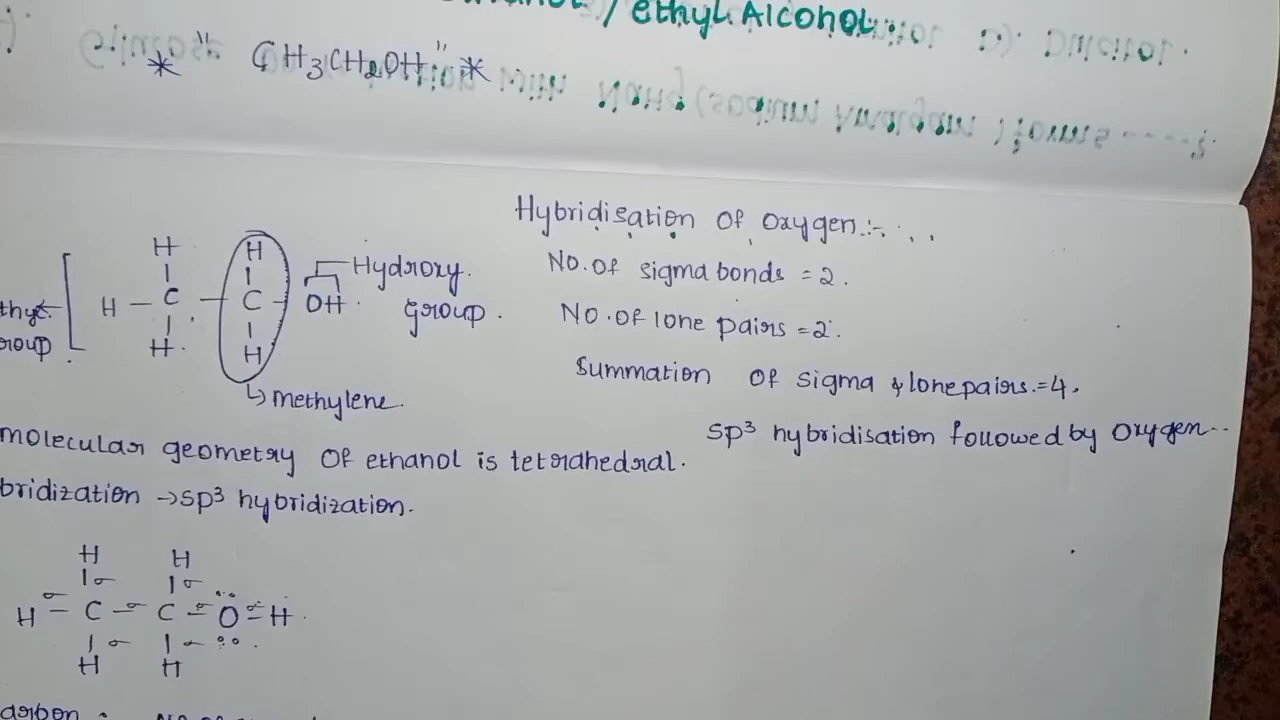 / ethyl Alcohol.
* "CH3CH2OH" *
Hybridisation Of Oxygen:-...
No.of sigma bonds = 2.
No.of lone pairs = 2.
Summation of sigma & lonepairs.=4.
sp³ hybridisation followed by Oxygen..
H H
H - C - C - OH.
H. H
Hydroxy
group.
thyl
roup
methylene.
molecular geometry Of ethanol is tetrahedral.
bridization →sp³ hybridization.
H H
H - C - C - O - H.
H H